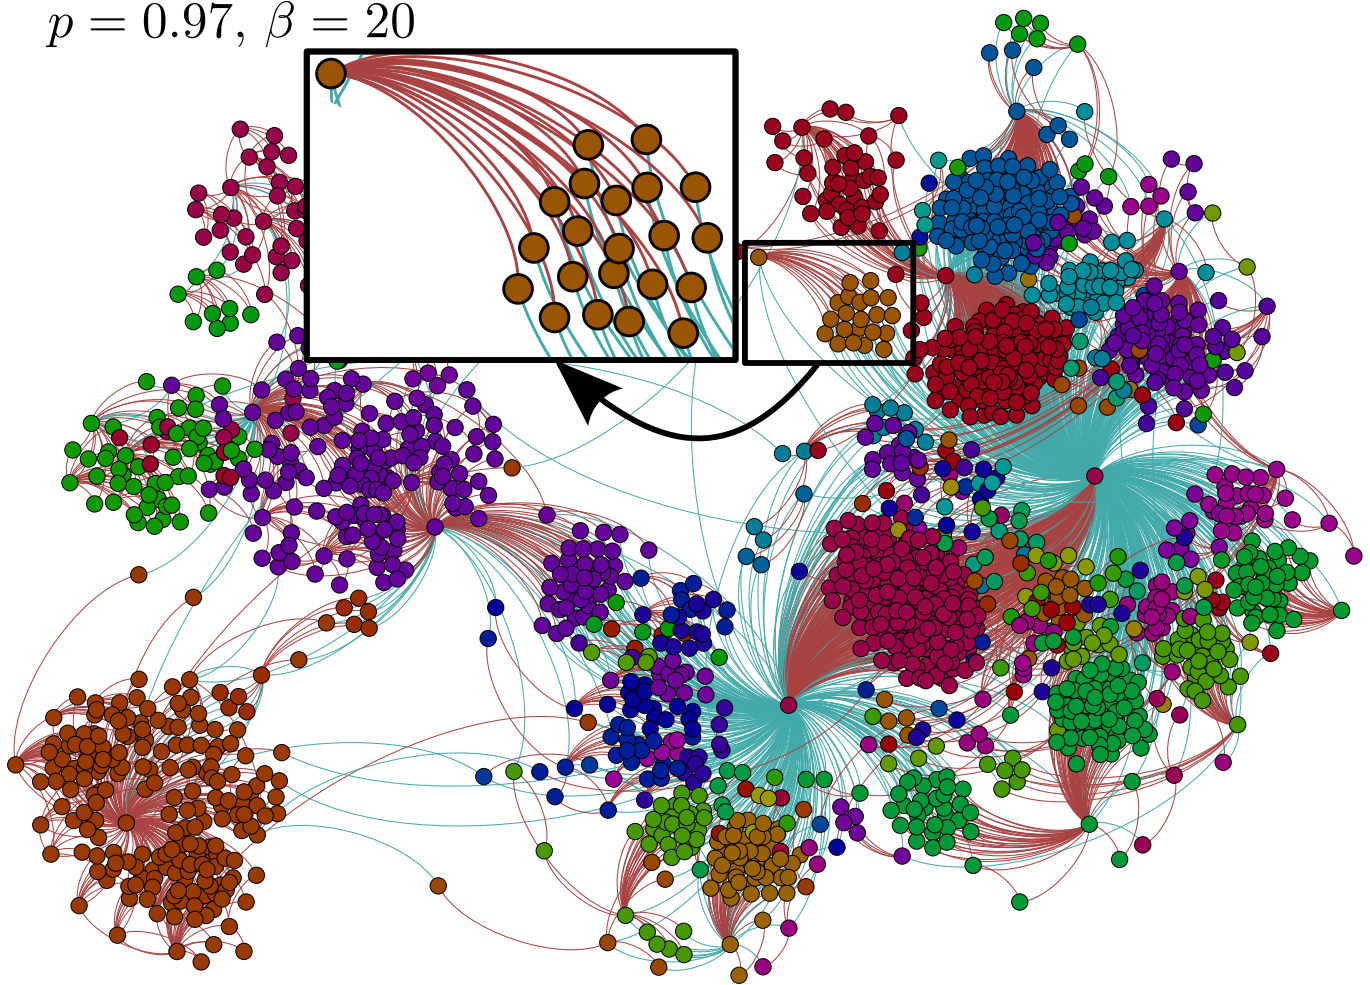 p = 0.97, β = 20